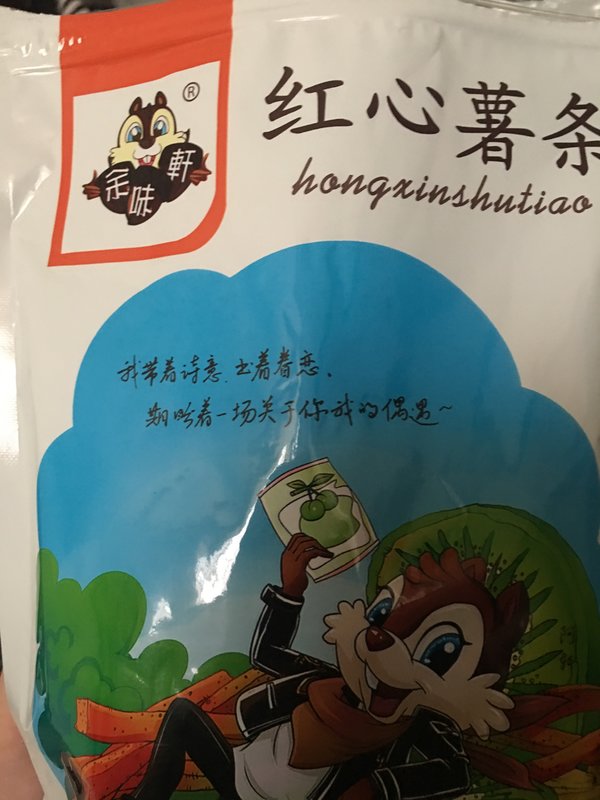 ®
余味軒
红心薯条
hongxinshutiao
我带着诗意.书着眷恋.
期盼着一场关于你我的偶遇~